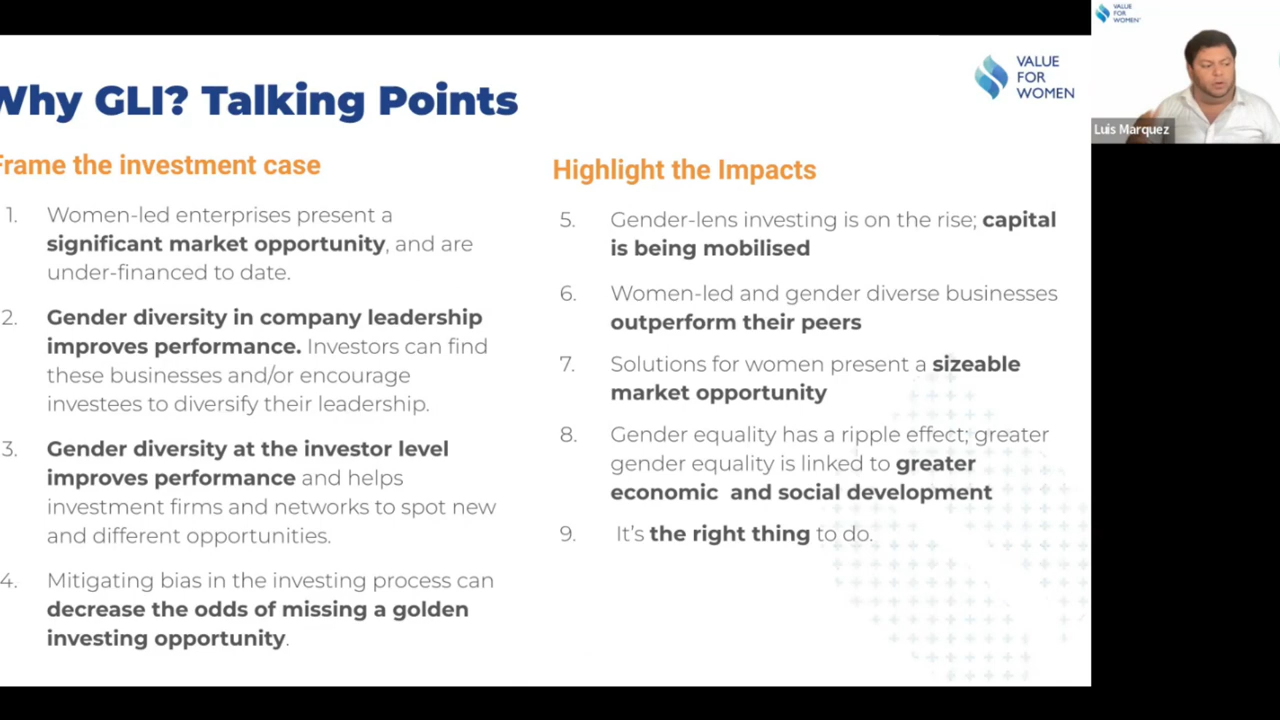 Why GLI? Talking Points
Frame the investment case
1. Women-led enterprises present a
significant market opportunity, and are
under-financed to date.
2. Gender diversity in company leadership
improves performance. Investors can find
these businesses and/or encourage
investees to diversify their leadership.
3. Gender diversity at the investor level
improves performance and helps
investment firms and networks to spot new
and different opportunities.
4. Mitigating bias in the investing process can
decrease the odds of missing a golden
investing opportunity.
VALUE
FOR
WOMEN
Highlight the Impacts
5. Gender-lens investing is on the rise; capital
is being mobilised
6. Women-led and gender diverse businesses
outperform their peers
7. Solutions for women present a sizeable
market opportunity
8. Gender equality has a ripple effect; greater
gender equality is linked to greater
economic and social development
9. It's the right thing to do.
VALUE
FOR
WOMEN
Luis Marquez